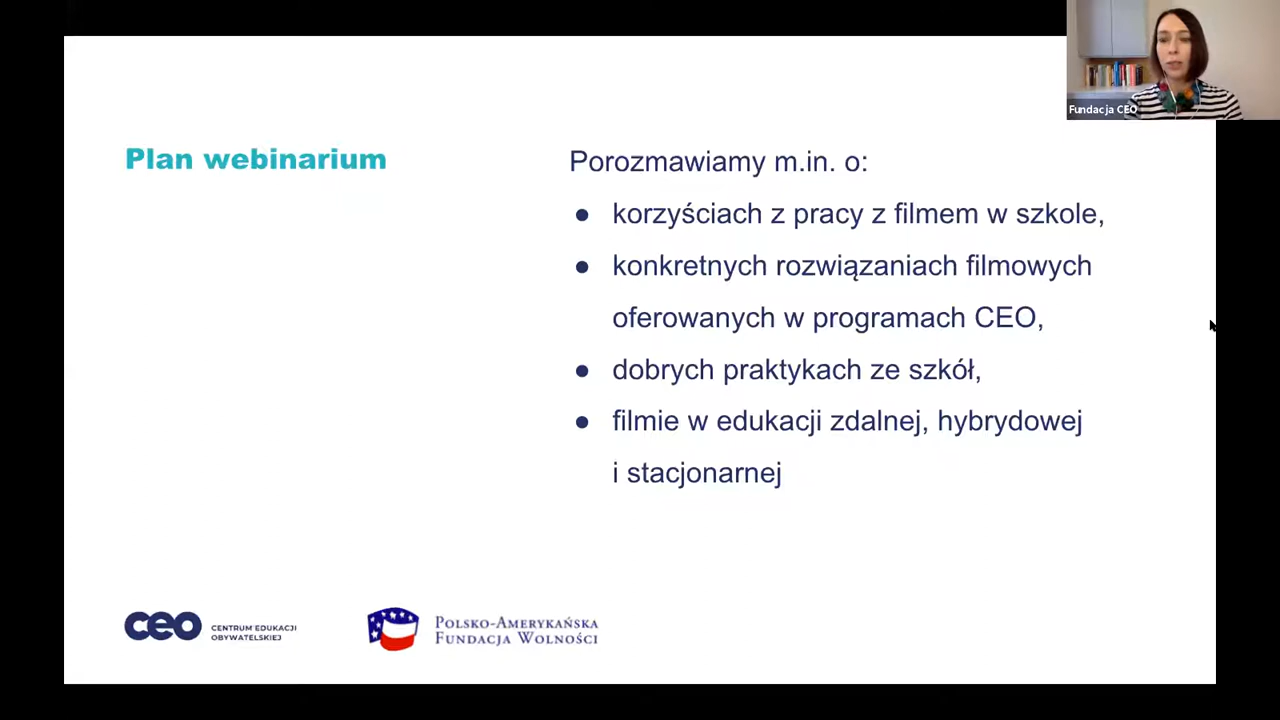 Fundacja CEO
Plan webinarium
Porozmawiamy m.in. o:
● korzyściach z pracy z filmem w szkole,
● konkretnych rozwiązaniach filmowych
oferowanych w programach CEO,
● dobrych praktykach ze szkół,
● filmie w edukacji zdalnej, hybrydowej
i stacjonarnej
ceo
CENTRUM EDUKACJI
OBYWATELSKIEJ
POLSKO-AMERYKAŃSKA
FUNDACJA WOLNOŚCI